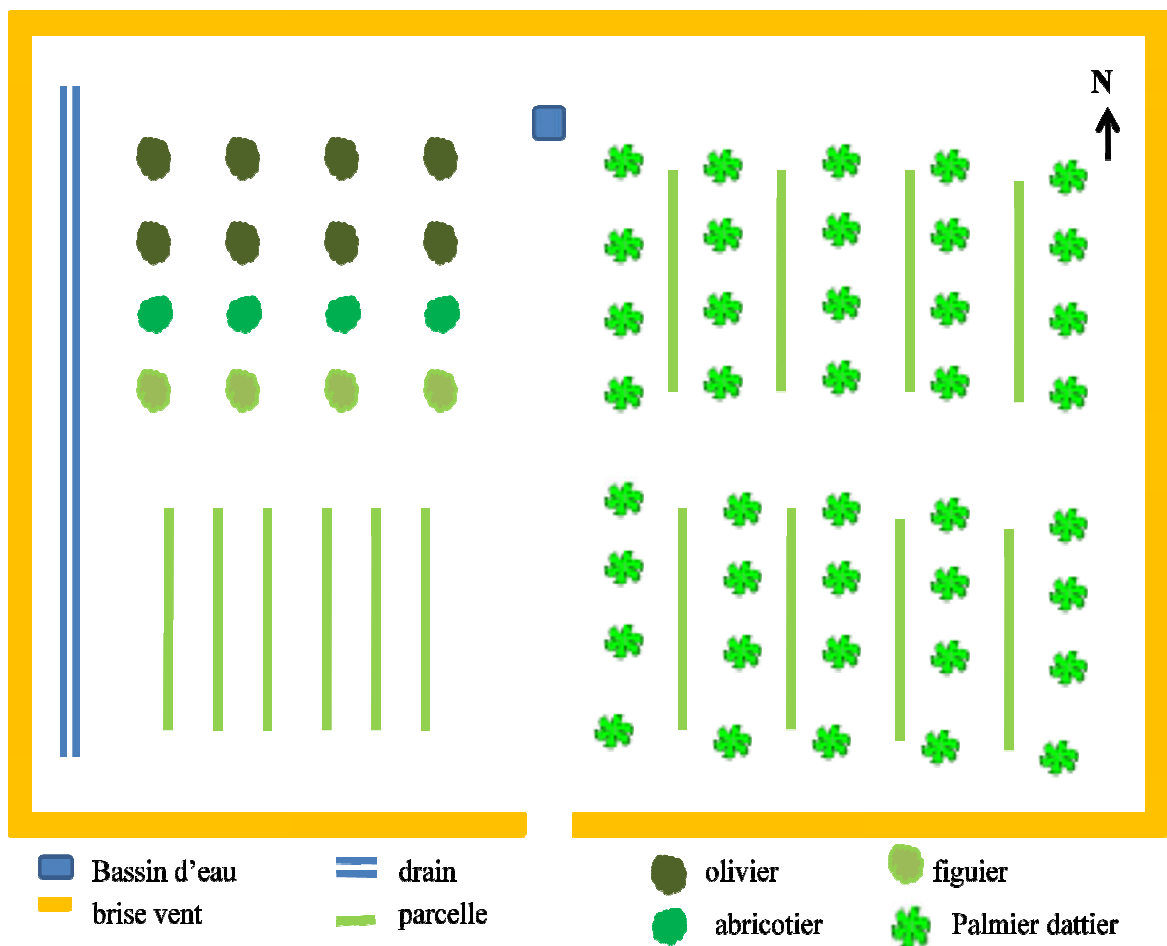 N
Bassin d'eau
drain
olivier
figuier
brise vent
parcelle
abricotier
Palmier dattier